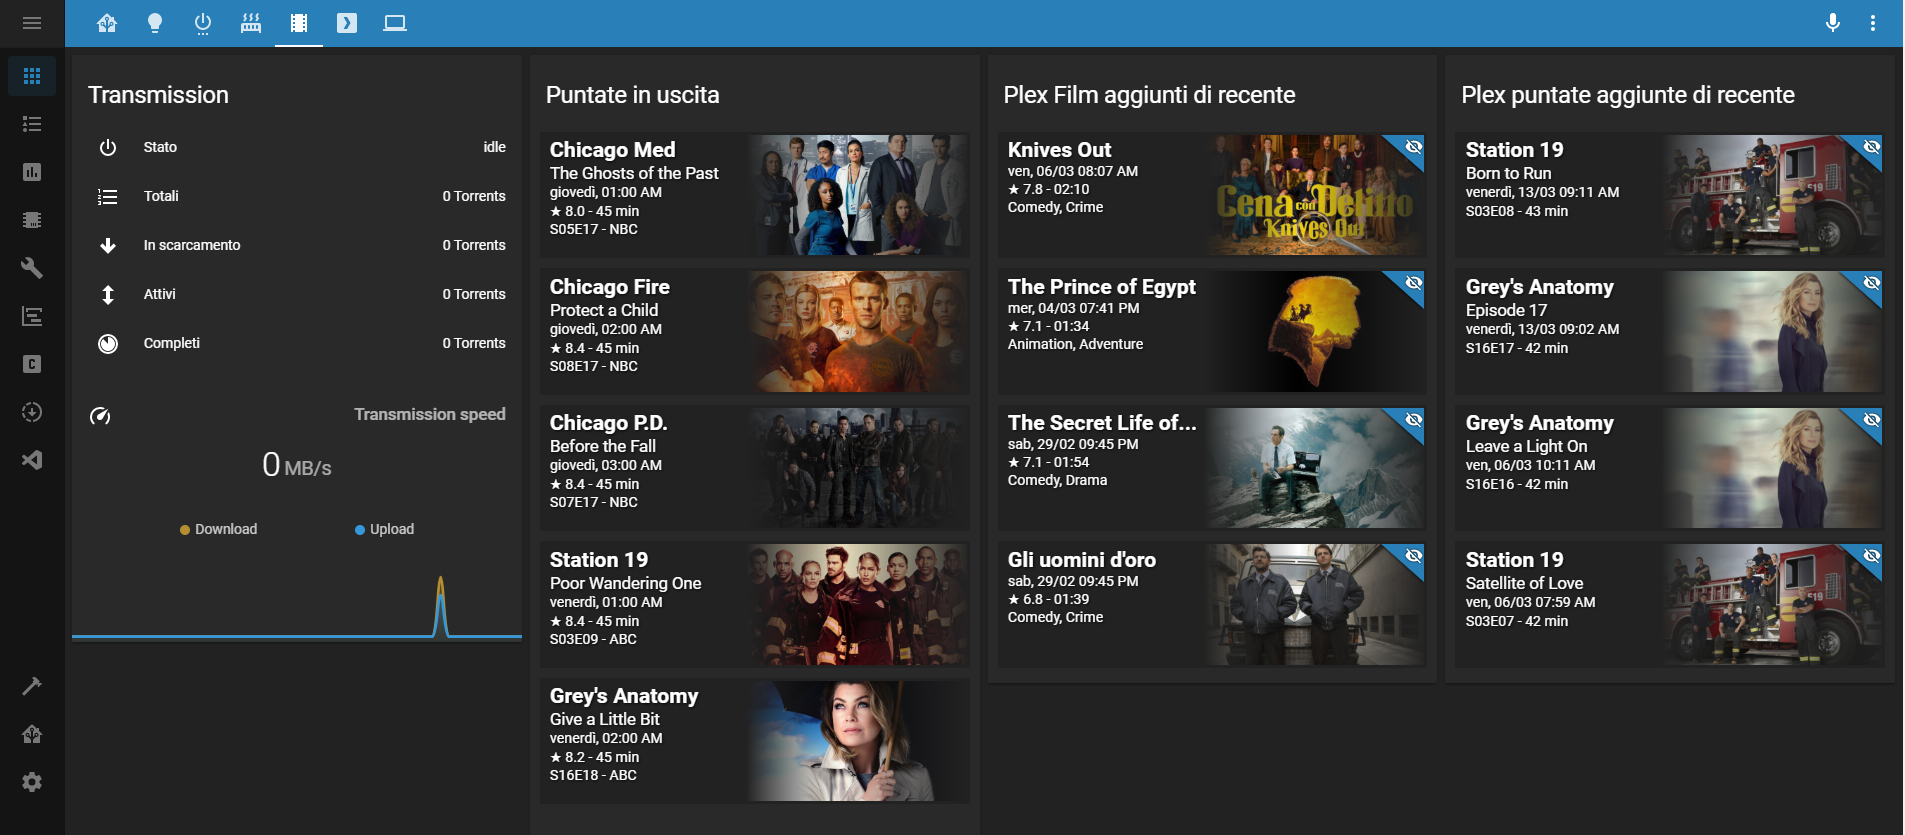 Transmission
Stato
idle
Totali
0 Torrents
In scarcamento
0 Torrents
Attivi
0 Torrents
Completi
0 Torrents
Transmission speed
0 MB/s
Download
Upload
Puntate in uscita
Chicago Med
The Ghosts of the Past
giovedì, 01:00 AM
★ 8.0 - 45 min
S05E17 - NBC
Chicago Fire
Protect a Child
giovedì, 02:00 AM
★ 8.4 - 45 min
S08E17 - NBC
Chicago P.D.
Before the Fall
giovedì, 03:00 AM
★ 8.4 - 45 min
S07E17 - NBC
Station 19
Poor Wandering One
venerdì, 01:00 AM
★ 8.4 - 45 min
S03E09 - ABC
Grey's Anatomy
Give a Little Bit
venerdì, 02:00 AM
★ 8.2 - 45 min
S16E18 - ABC
Plex Film aggiunti di recente
Knives Out
ven, 06/03 08:07 AM
★ 7.8 - 02:10
Comedy, Crime
Cena con Delitto
Knives Out
The Prince of Egypt
mer, 04/03 07:41 PM
★ 7.1 - 01:34
Animation, Adventure
The Secret Life of...
sab, 29/02 09:45 PM
★ 7.1 - 01:54
Comedy, Drama
Gli uomini d'oro
sab, 29/02 09:45 PM
★ 6.8 - 01:39
Comedy, Crime
Plex puntate aggiunte di recente
Station 19
Born to Run
venerdì, 13/03 09:11 AM
S03E08 - 43 min
519
Grey's Anatomy
Episode 17
venerdì, 13/03 09:02 AM
S16E17 - 42 min
Grey's Anatomy
Leave a Light On
ven, 06/03 10:11 AM
S16E16 - 42 min
Station 19
Satellite of Love
ven, 06/03 07:59 AM
S03E07 - 42 min
519
C